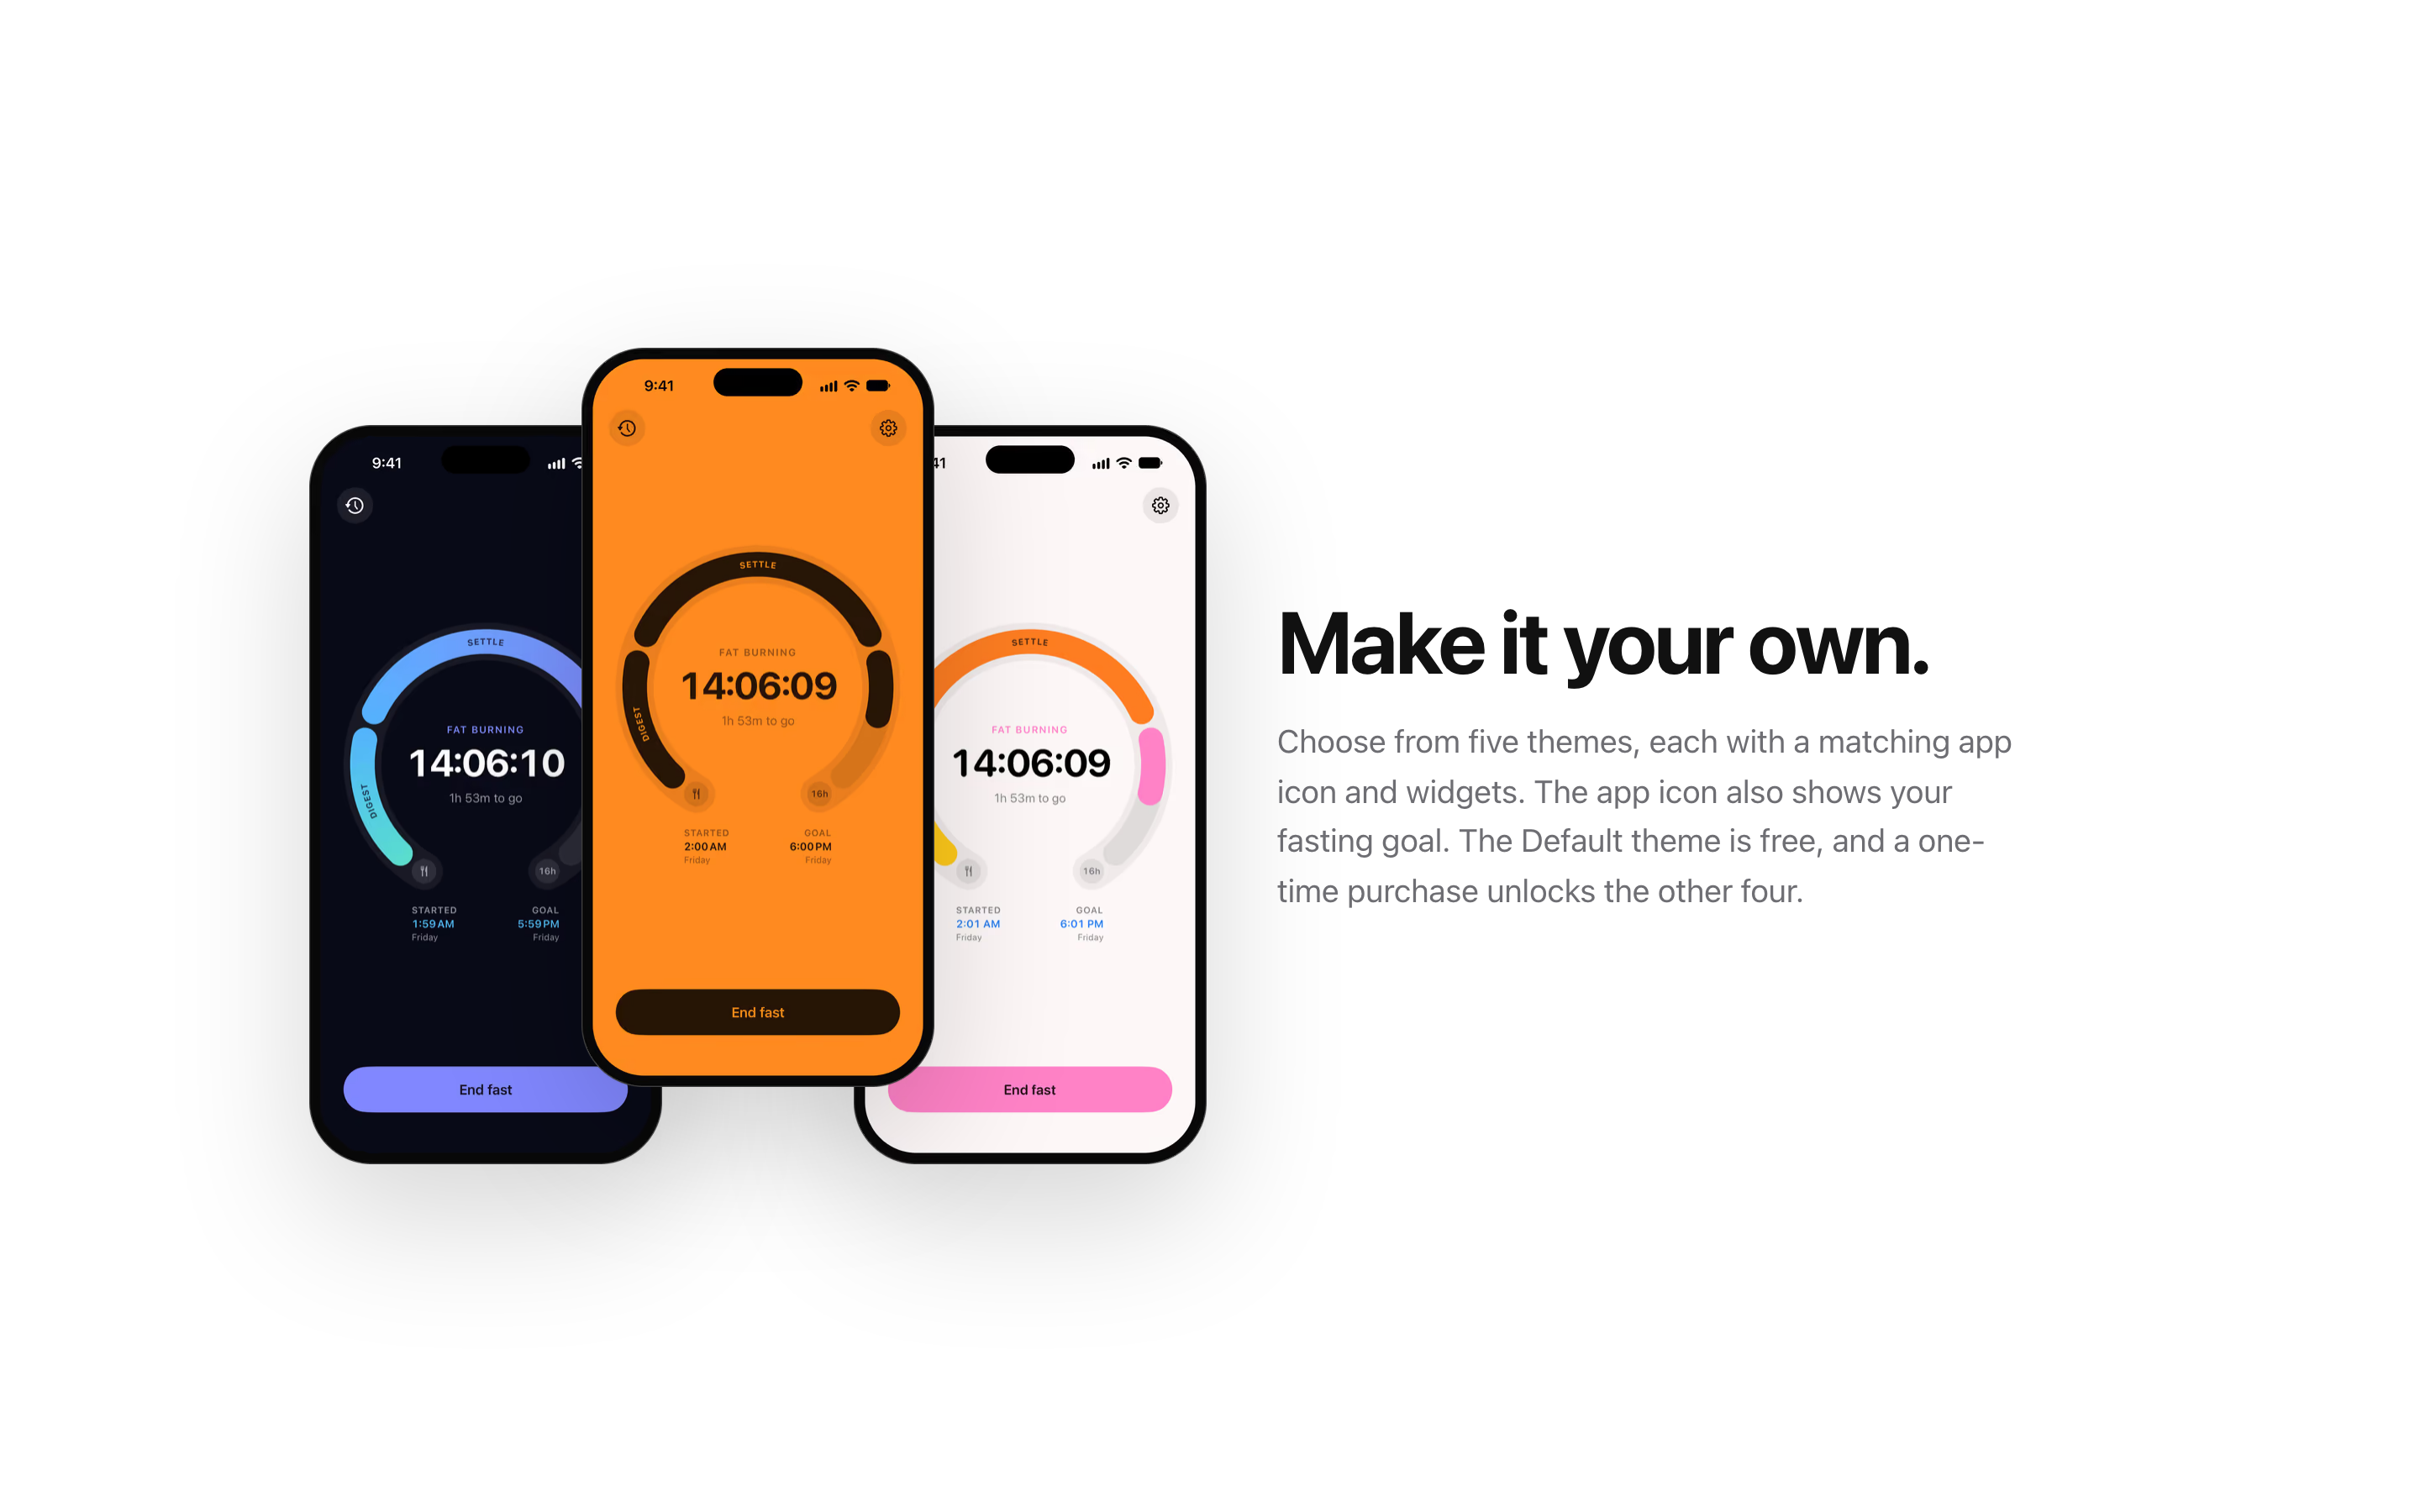 9:41
SETTLE
DIGEST
FAT BURNING
14:06:10
1h 53m to go
STARTED
1:59 AM
Friday
GOAL
5:59 PM
Friday
End fast
9:41
SETTLE
DIGEST
FAT BURNING
14:06:09
1h 53m to go
16h
STARTED
2:00 AM
Friday
GOAL
6:00 PM
Friday
End fast
41
SETTLE
FAT BURNING
14:06:09
1h 53m to go
16h
STARTED
2:01 AM
Friday
GOAL
6:01 PM
Friday
End fast
16h
Make it your own.
Choose from five themes, each with a matching app
icon and widgets. The app icon also shows your
fasting goal. The Default theme is free, and a one-
time purchase unlocks the other four.